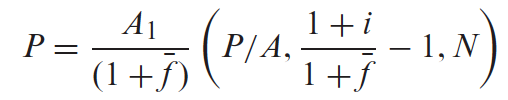 P = A₁/(1 + f̄) (P/A, (1 + i)/(1 + f̄) − 1, N)